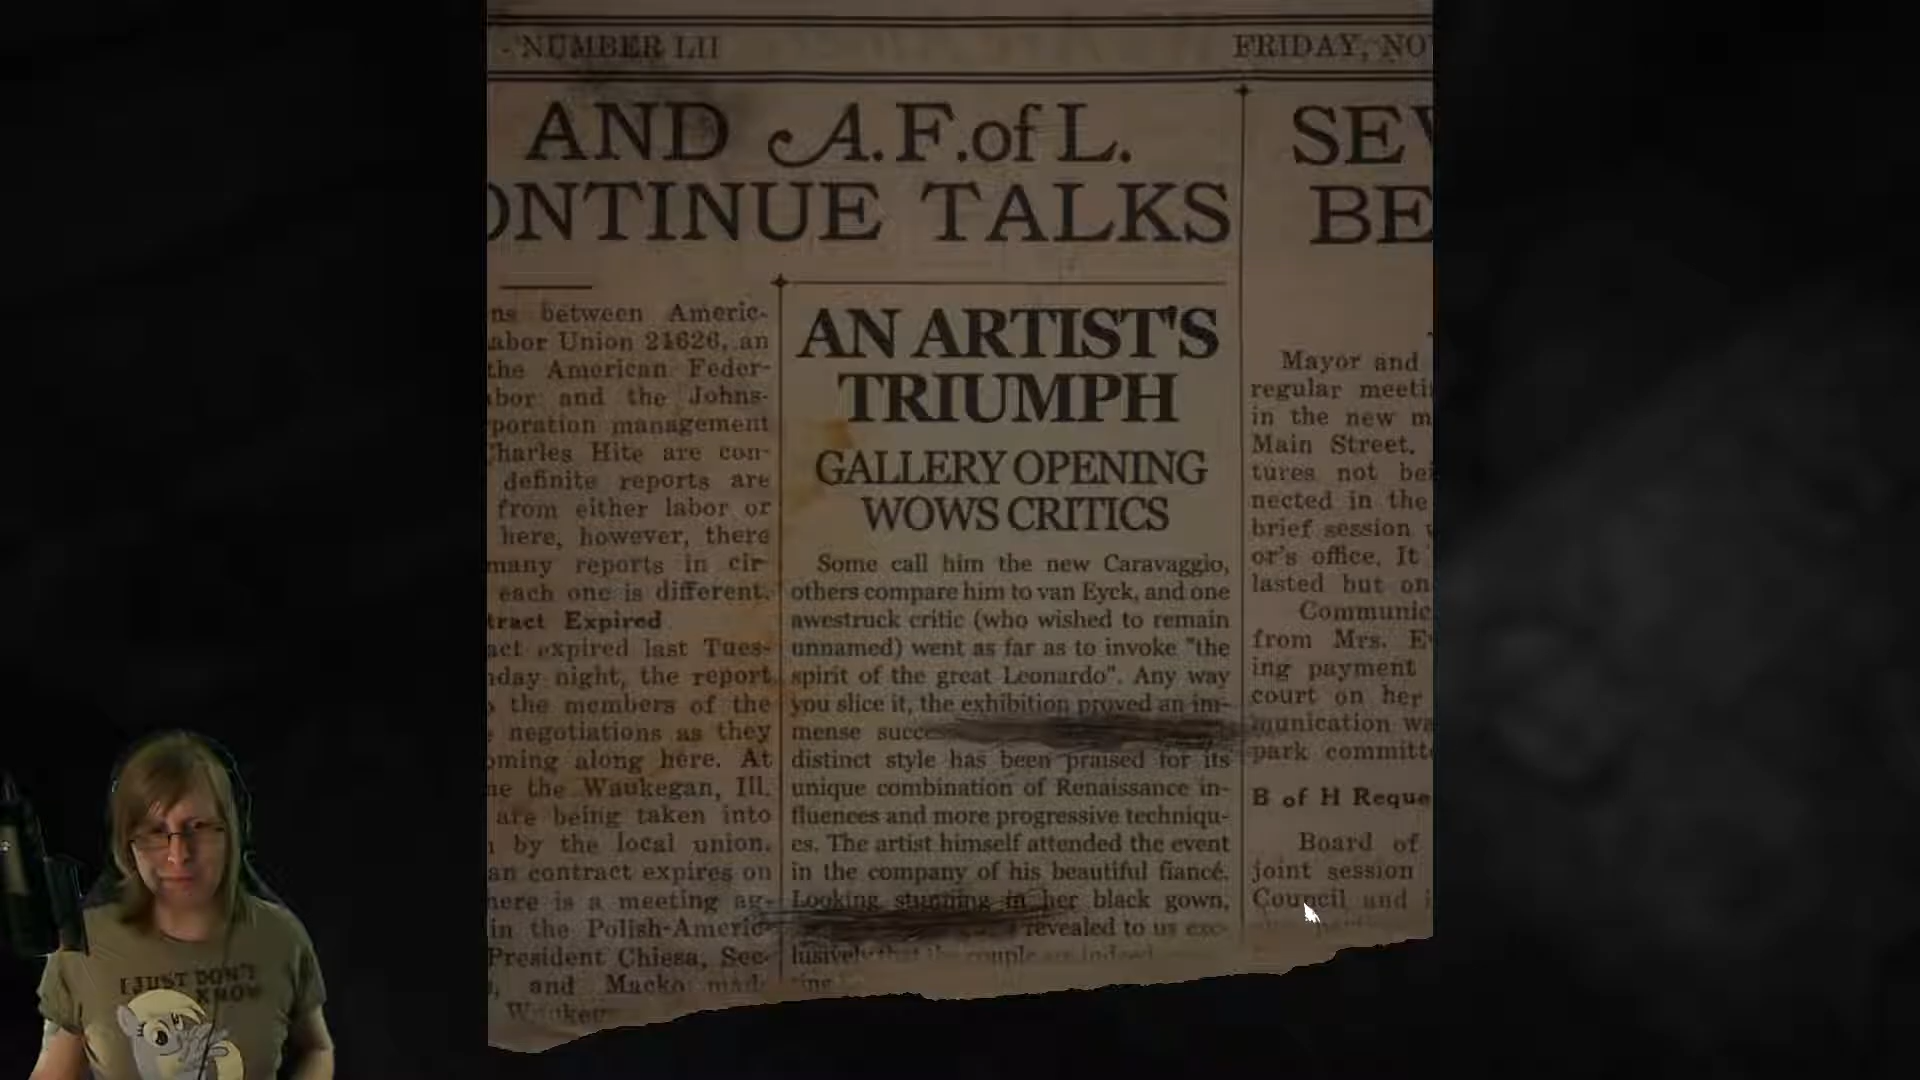 - NUMBER LII
FRIDAY, NO
AND A.F.of L.
ONTINUE TALKS
ns between Americ-
abor Union 21626, an
the American Feder-
abor and the Johns-
poration management
Charles Hite are con-
definite reports are
from either labor or
here, however, there
many reports in cir-
each one is different.
tract Expired
act expired last Tues-
day night, the report
the members of the
negotiations as they
oming along here. At
he the Waukegan, Ill.
are being taken into
by the local union.
an contract expires on
here is a meeting ag-
in the Polish-Americ
President Chiesa, Sec-
and Macko mad-
AN ARTIST'S
TRIUMPH
GALLERY OPENING
WOWS CRITICS
Some call him the new Caravaggio,
others compare him to van Eyck, and one
awestruck critic (who wished to remain
unnamed) went as far as to invoke "the
spirit of the great Leonardo". Any way
you slice it, the exhibition proved an im-
mense succe
distinct style has been praised for its
unique combination of Renaissance in-
fluences and more progressive techniqu-
es. The artist himself attended the event
in the company of his beautiful fiancé.
Looking stunning in her black gown,
revealed to us exc-
lusively that the couple are indeed
SEV
BE
Mayor and
regular meeti
in the new m
Main Street.
tures not bei
nected in the
brief session
or's office. It
lasted but on
Communic
from Mrs. E
ing payment
court on her
munication wa
park committe
B of H Reque
Board of
joint session
Council and i
I JUST DON'T
KNOW